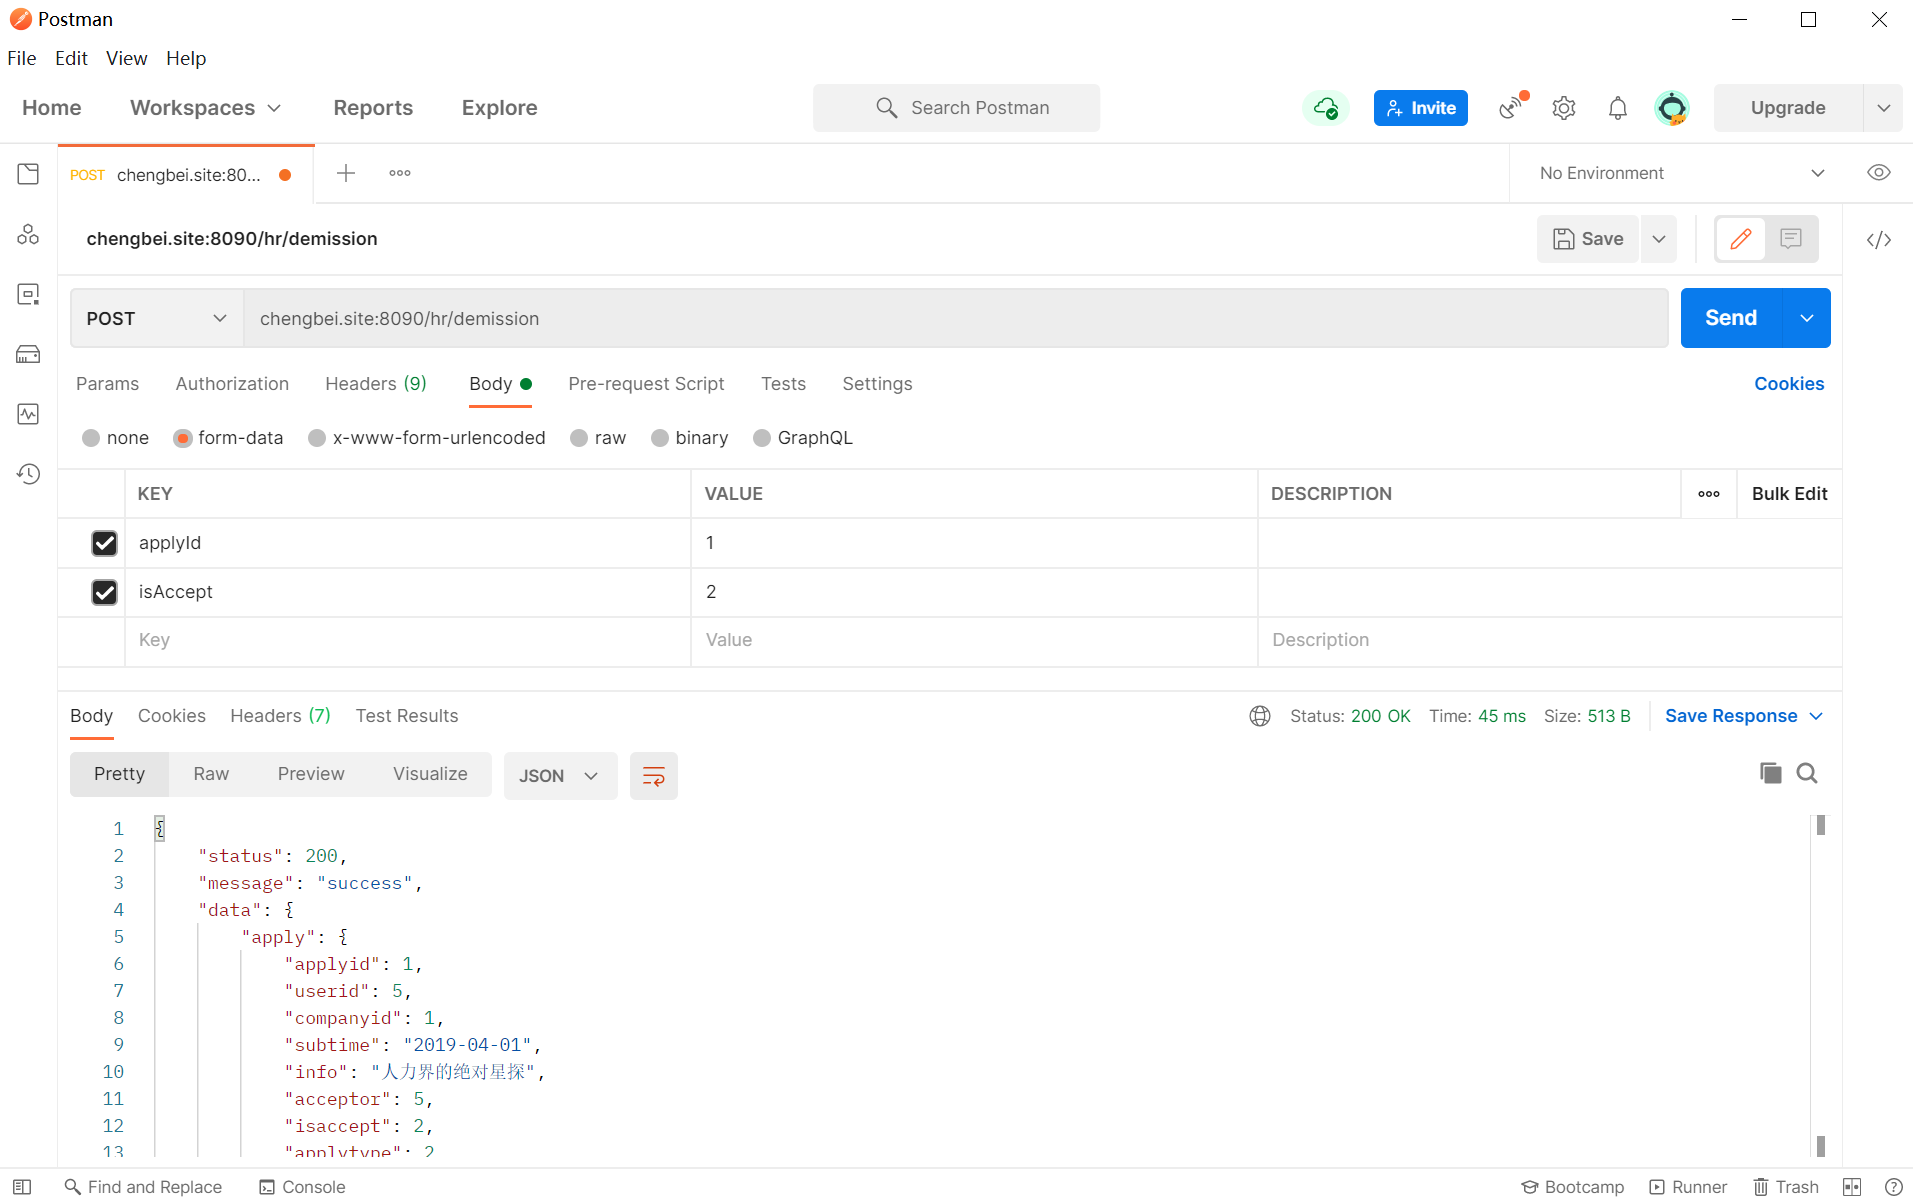 Postman
File Edit View Help
Home Workspaces Reports Explore Search Postman Invite Upgrade
POST chengbei.site:80... No Environment
chengbei.site:8090/hr/demission Save
POST chengbei.site:8090/hr/demission Send
Params Authorization Headers (9) Body Pre-request Script Tests Settings Cookies
none form-data x-www-form-urlencoded raw binary GraphQL
KEY VALUE DESCRIPTION Bulk Edit
applyId 1
isAccept 2
Key Value Description
Body Cookies Headers (7) Test Results Status: 200 OK Time: 45 ms Size: 513 B Save Response
Pretty Raw Preview Visualize JSON
1 {
2 "status": 200,
3 "message": "success",
4 "data": {
5 "apply": {
6 "applyid": 1,
7 "userid": 5,
8 "companyid": 1,
9 "subtime": "2019-04-01",
10 "info": "人力界的绝对星探",
11 "acceptor": 5,
12 "isaccept": 2,
13 "applytype": 2
Find and Replace Console Bootcamp Runner Trash